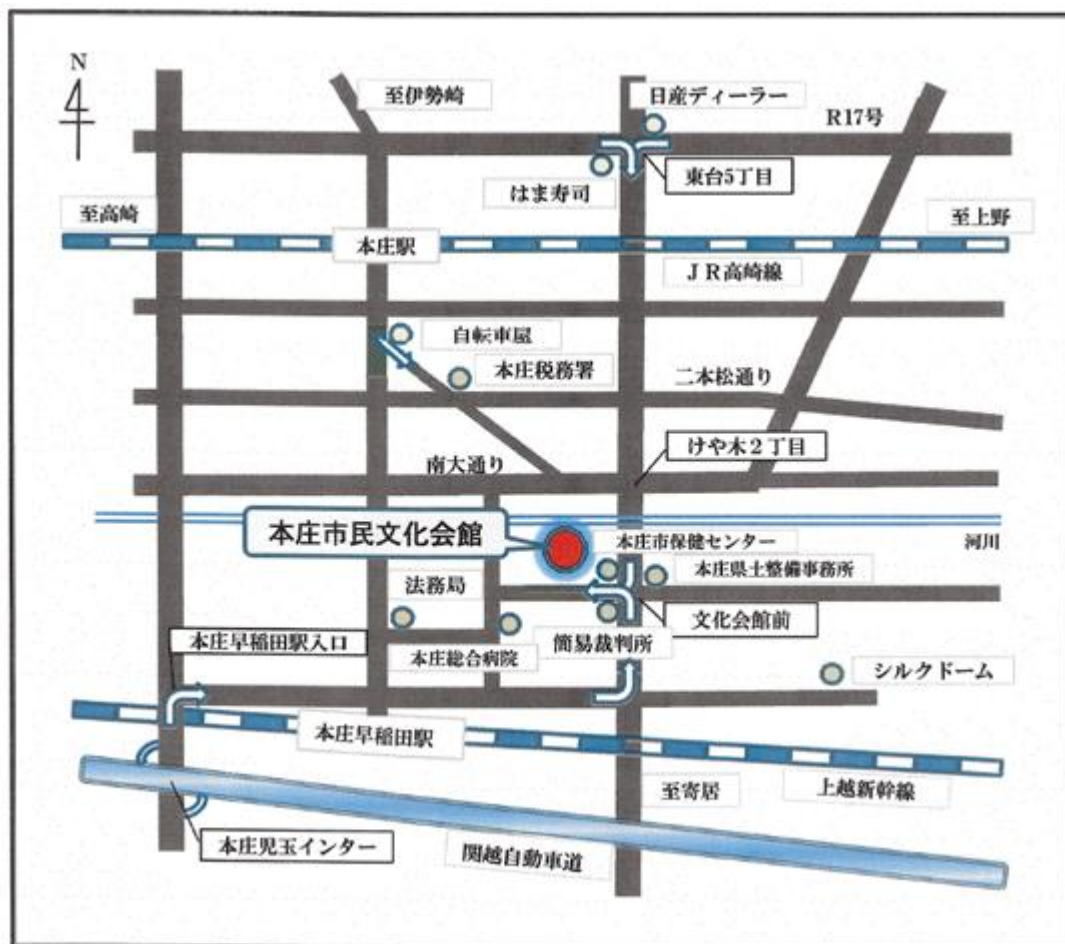 N
至伊勢崎
日産ディーラー
R17号
東台5丁目
はま寿司
至高崎
至上野
本庄駅
JR高崎線
自転車屋
本庄税務署
二本松通り
けや木2丁目
南大通り
本庄市民文化会館
本庄市保健センター
河川
法務局
本庄県土整備事務所
文化会館前
本庄早稲田駅入口
簡易裁判所
本庄総合病院
シルクドーム
本庄早稲田駅
至寄居
上越新幹線
本庄児玉インター
関越自動車道